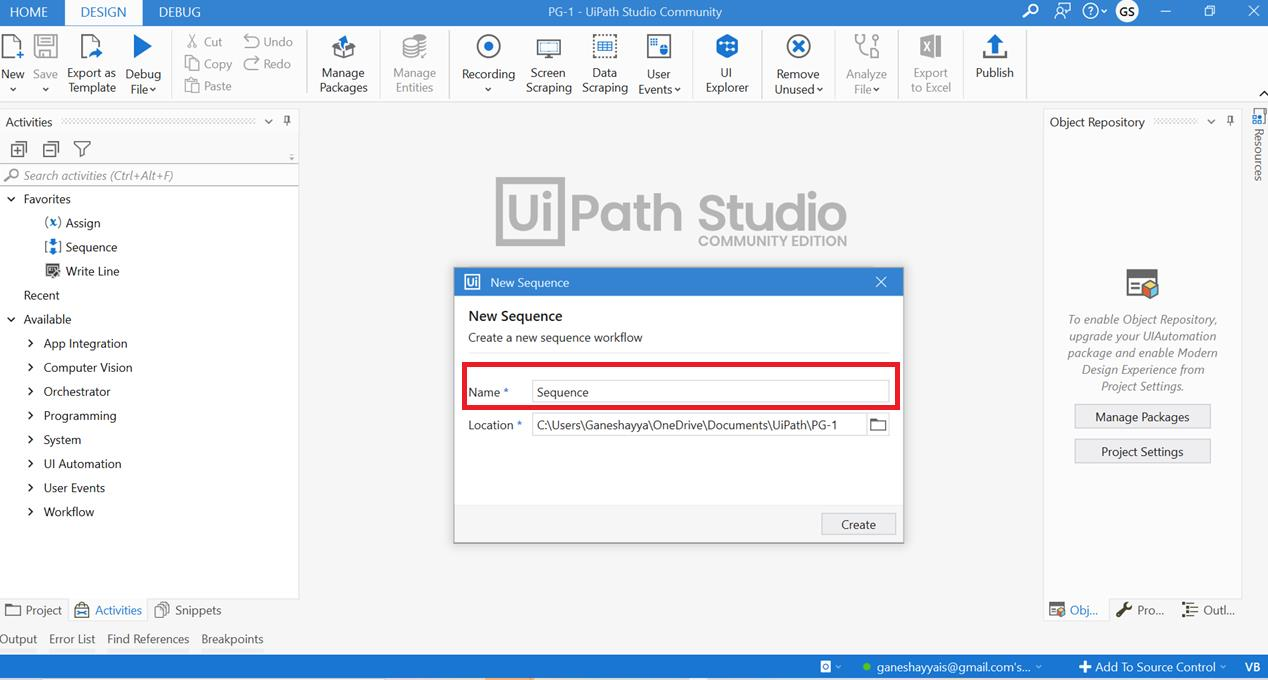 HOME DESIGN DEBUG PG-1 - UiPath Studio Community GS
New Save Export as Template Debug File Cut Copy Paste Undo Redo Manage Packages Manage Entities Recording Screen Scraping Data Scraping User Events UI Explorer Remove Unused Analyze File Export to Excel Publish
Activities
Search activities (Ctrl+Alt+F)
Favorites
Assign
Sequence
Write Line
Recent
Available
App Integration
Computer Vision
Orchestrator
Programming
System
UI Automation
User Events
Workflow
Project Activities Snippets
Output Error List Find References Breakpoints
Ui Path Studio
COMMUNITY EDITION
Ui New Sequence
New Sequence
Create a new sequence workflow
Name * Sequence
Location * C:\Users\Ganeshayya\OneDrive\Documents\UiPath\PG-1
Create
Object Repository
To enable Object Repository,
upgrade your UIAutomation
package and enable Modern
Design Experience from
Project Settings.
Manage Packages
Project Settings
Obj... Pro... Outl...
Resources
ganeshayyais@gmail.com's... Add To Source Control VB